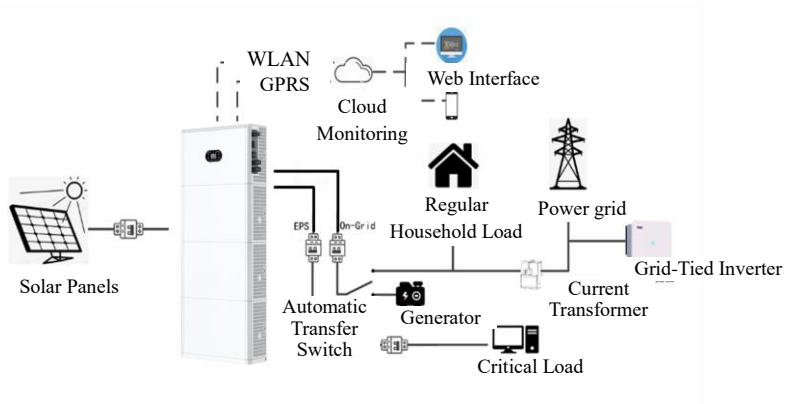 WLAN
GPRS
Web Interface
Cloud
Monitoring
Regular
Household Load
Power grid
EPS
On-Grid
Solar Panels
Grid-Tied Inverter
Automatic
Transfer
Switch
Generator
Current
Transformer
Critical Load